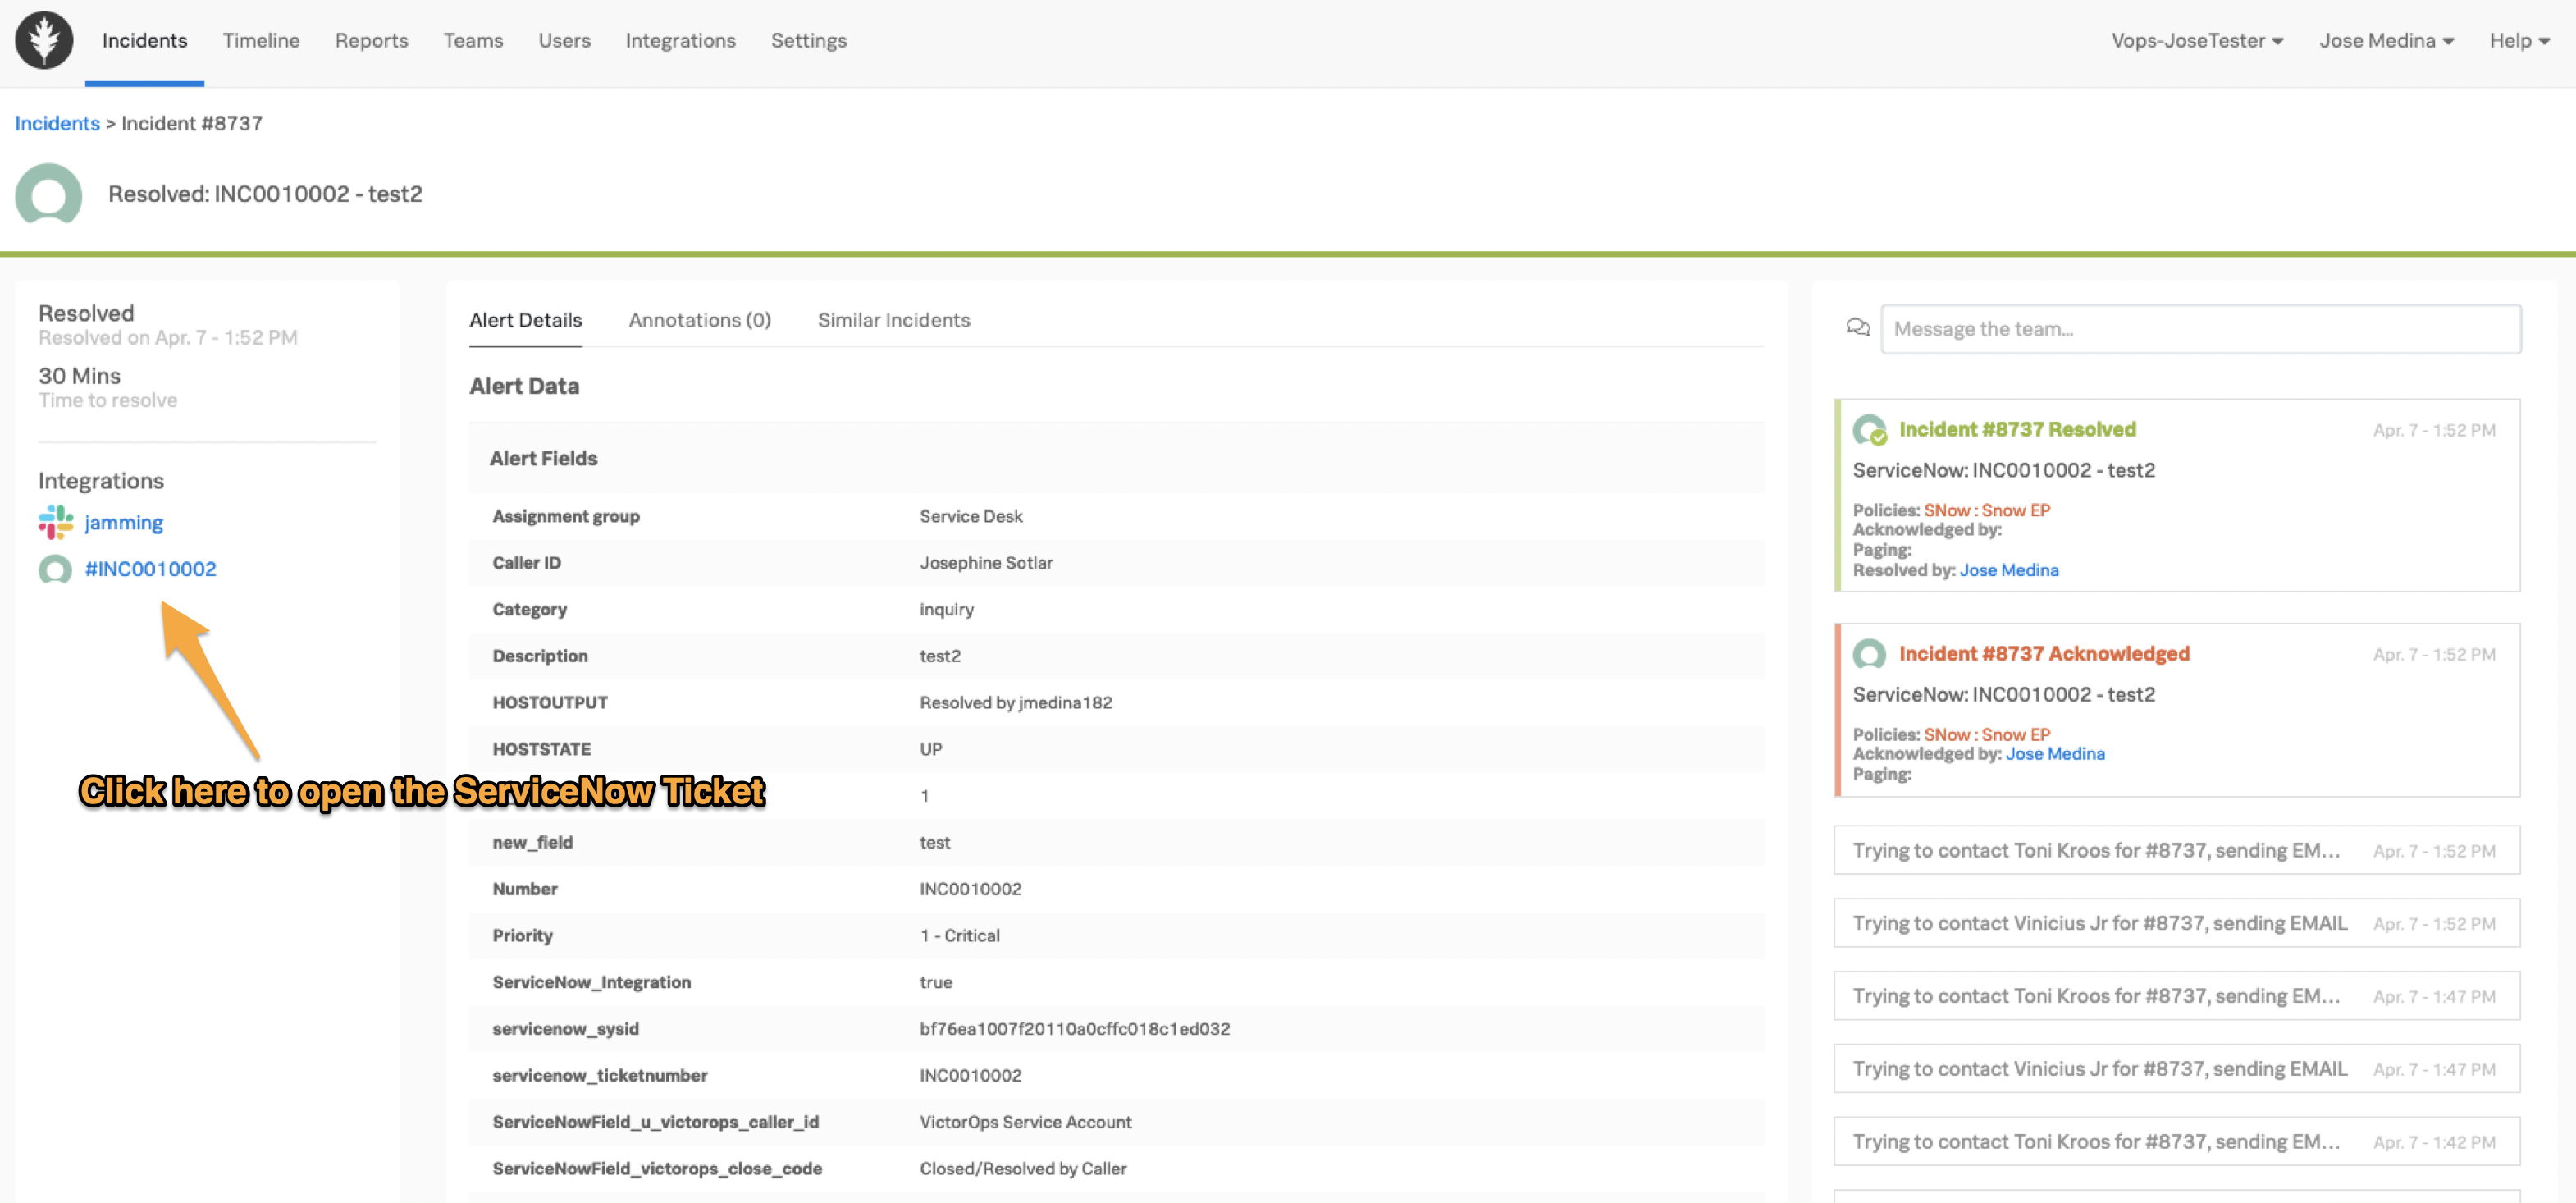 Incidents Timeline Reports Teams Users Integrations Settings Vops-JoseTester Jose Medina Help
Incidents > Incident #8737
Resolved: INC0010002 - test2
Resolved
Resolved on Apr. 7 - 1:52 PM
30 Mins
Time to resolve
Integrations
jamming
#INC0010002
Click here to open the ServiceNow Ticket
Alert Details Annotations (0) Similar Incidents
Alert Data
Alert Fields
Assignment group Service Desk
Caller ID Josephine Sotlar
Category inquiry
Description test2
HOSTOUTPUT Resolved by jmedina182
HOSTSTATE UP
1
new_field test
Number INC0010002
Priority 1 - Critical
ServiceNow_Integration true
servicenow_sysid bf76ea1007f20110a0cffc018c1ed032
servicenow_ticketnumber INC0010002
ServiceNowField_u_victorops_caller_id VictorOps Service Account
ServiceNowField_victorops_close_code Closed/Resolved by Caller
Message the team...
Incident #8737 Resolved Apr. 7 - 1:52 PM
ServiceNow: INC0010002 - test2
Policies: SNow : Snow EP
Acknowledged by:
Paging:
Resolved by: Jose Medina
Incident #8737 Acknowledged Apr. 7 - 1:52 PM
ServiceNow: INC0010002 - test2
Policies: SNow : Snow EP
Acknowledged by: Jose Medina
Paging:
Trying to contact Toni Kroos for #8737, sending EM... Apr. 7 - 1:52 PM
Trying to contact Vinicius Jr for #8737, sending EMAIL Apr. 7 - 1:52 PM
Trying to contact Toni Kroos for #8737, sending EM... Apr. 7 - 1:47 PM
Trying to contact Vinicius Jr for #8737, sending EMAIL Apr. 7 - 1:47 PM
Trying to contact Toni Kroos for #8737, sending EM... Apr. 7 - 1:42 PM